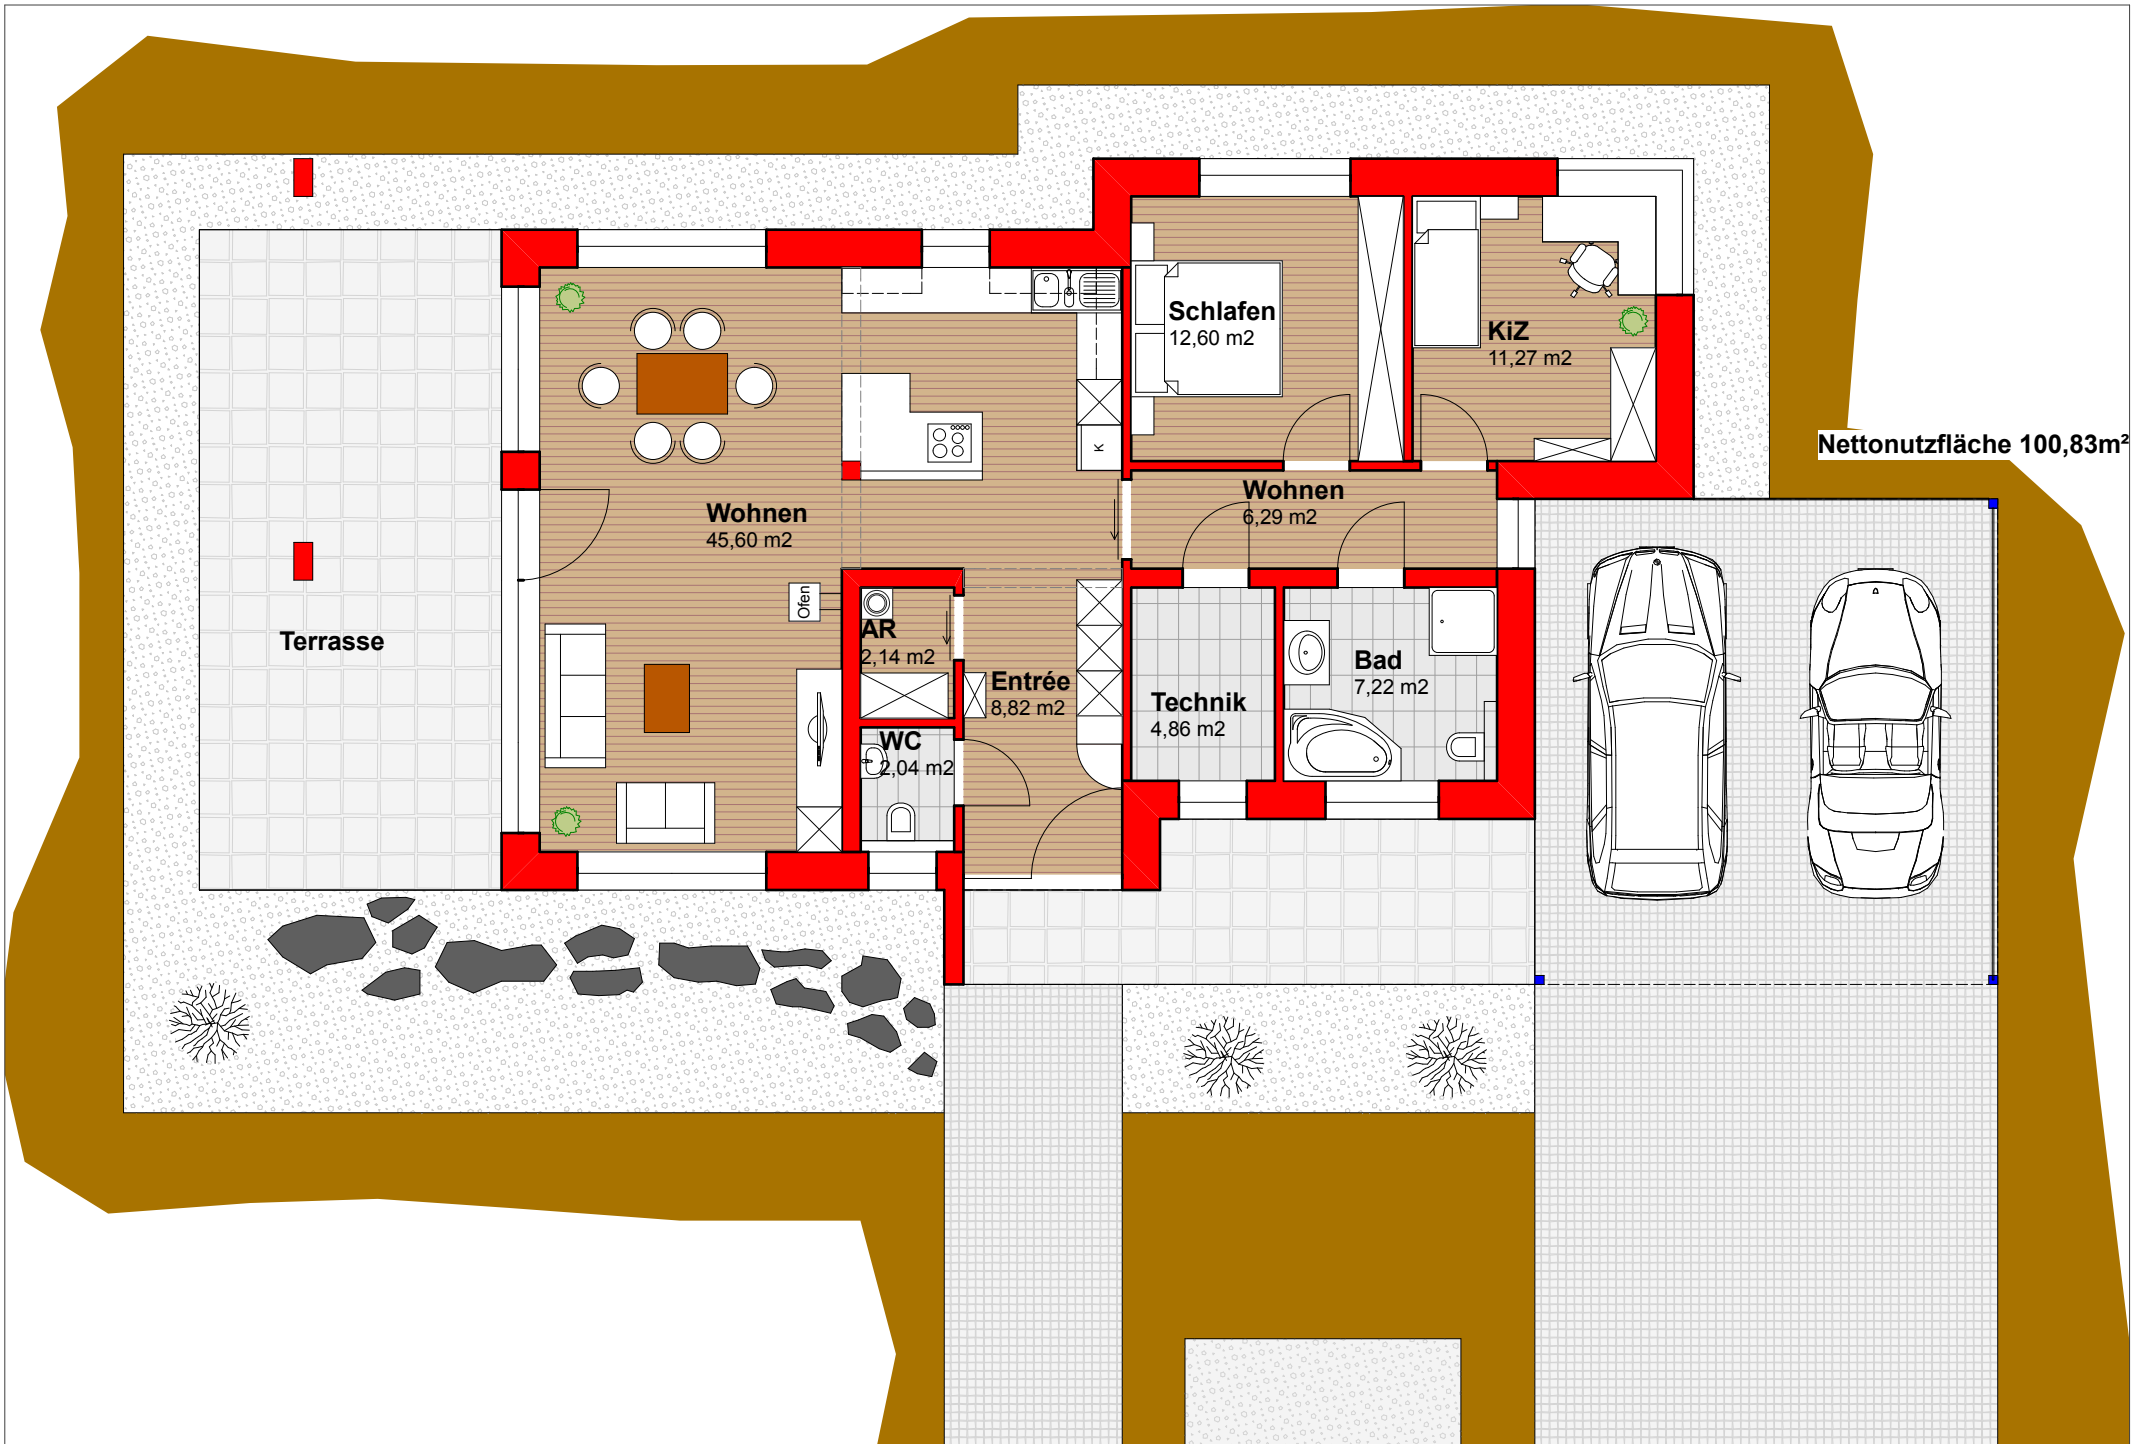 Schlafen
12,60 m2
KiZ
11,27 m2
Nettonutzfläche 100,83m²
K
Wohnen
6,29 m2
Wohnen
45,60 m2
Ofen
Terrasse
AR
2,14 m2
Entrée
8,82 m2
Bad
7,22 m2
Technik
4,86 m2
WC
2,04 m2